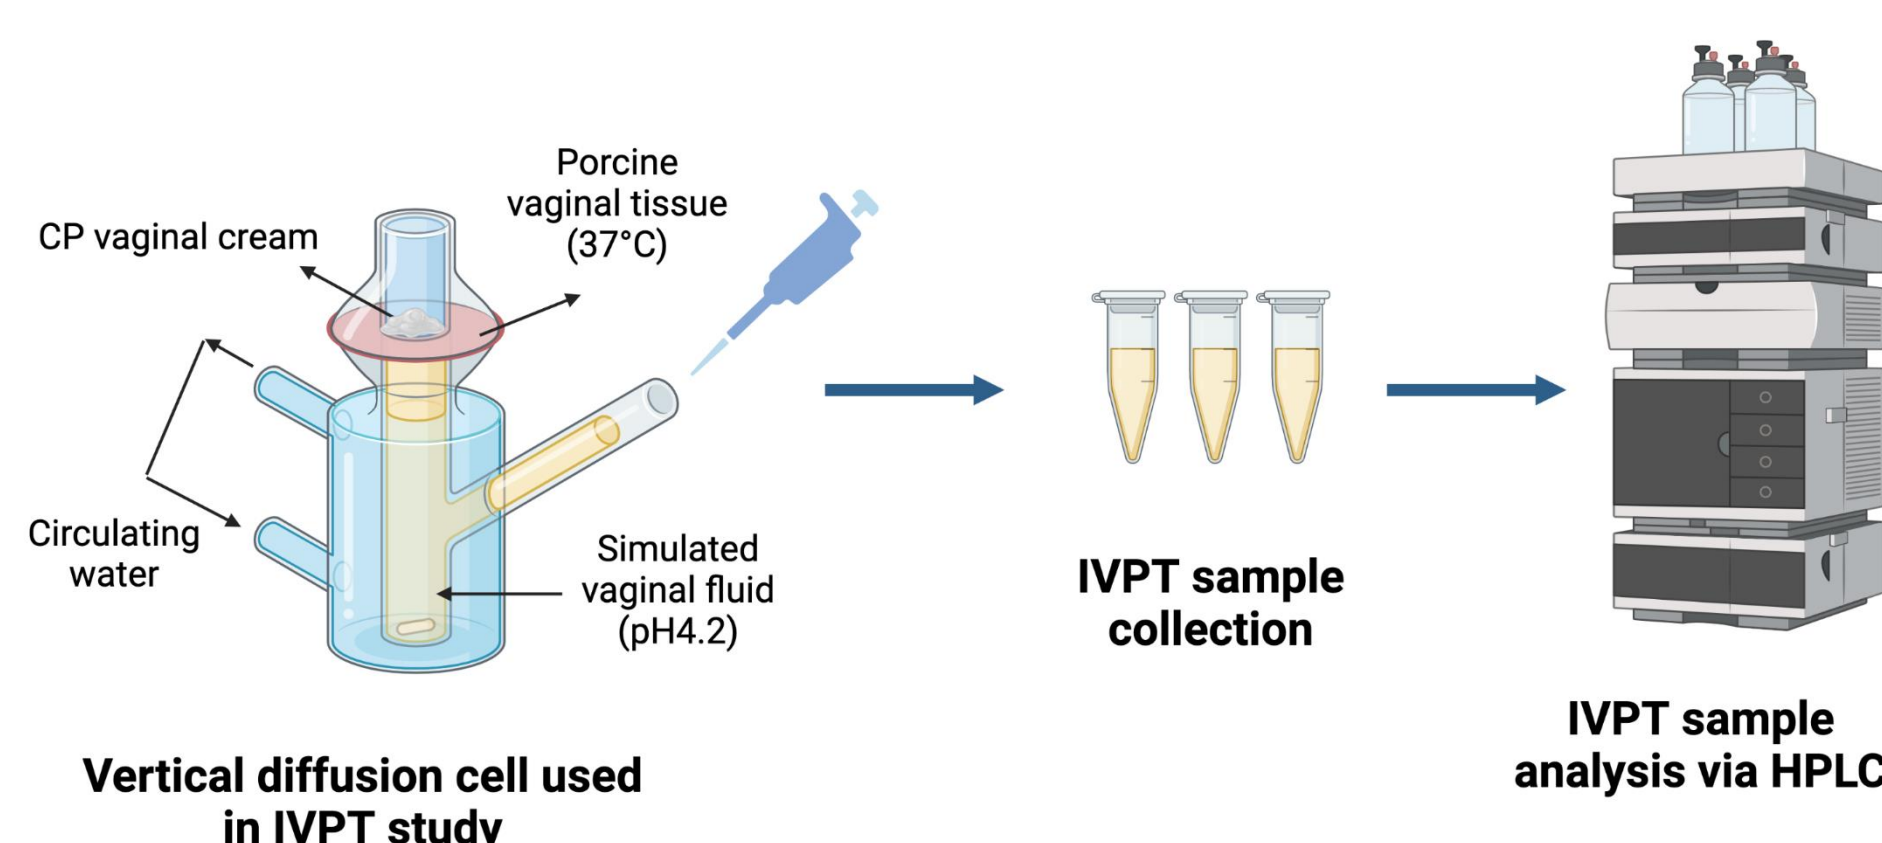 CP vaginal cream
Porcine
vaginal tissue
(37°C)
Circulating
water
Simulated
vaginal fluid
(pH4.2)
Vertical diffusion cell used
in IVPT study
IVPT sample
collection
IVPT sample
analysis via HPLC